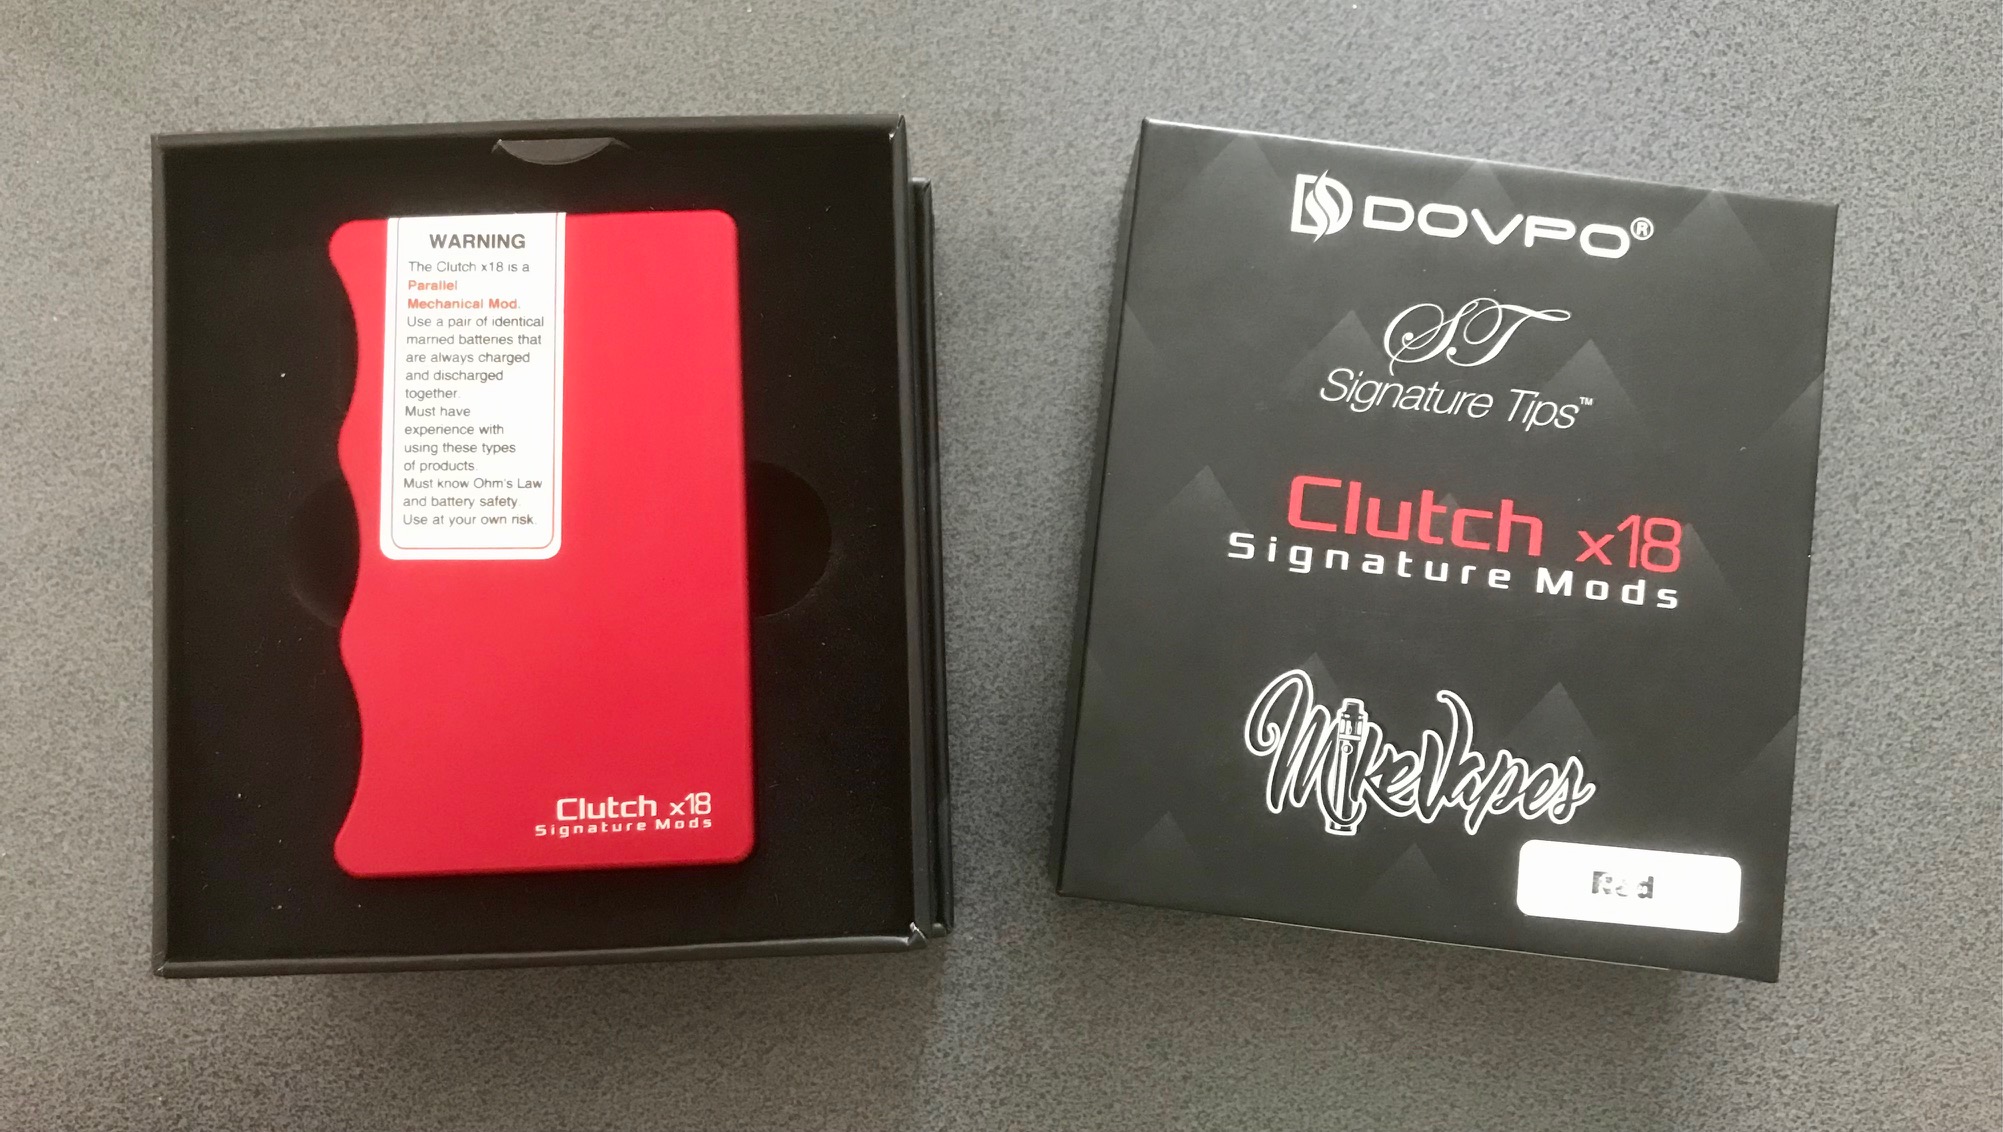 WARNING
The Clutch x18 is a
Parallel
Mechanical Mod.
Use a pair of identical
marned batteries that
are always charged
and discharged
together.
Must have
experience with
using these types
of products.
Must know Ohm's Law
and battery safety.
Use at your own risk.
Clutch x18
Signature Mods
DOVPO®
ST
Signature Tips™
Clutch x18
Signature Mods
MikeVapes
Red